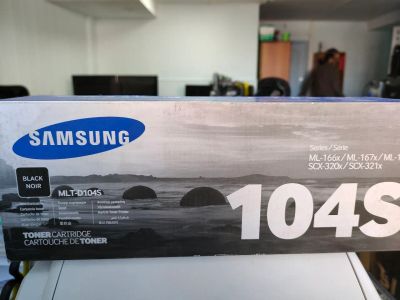 SAMSUNG
Series/Série
ML-166x/ML-167x/ML-1
SCX-320x/SCX-321x
BLACK
NOIR
MLT-D104S
104S
TONER CARTRIDGE
CARTOUCHE DE TONER